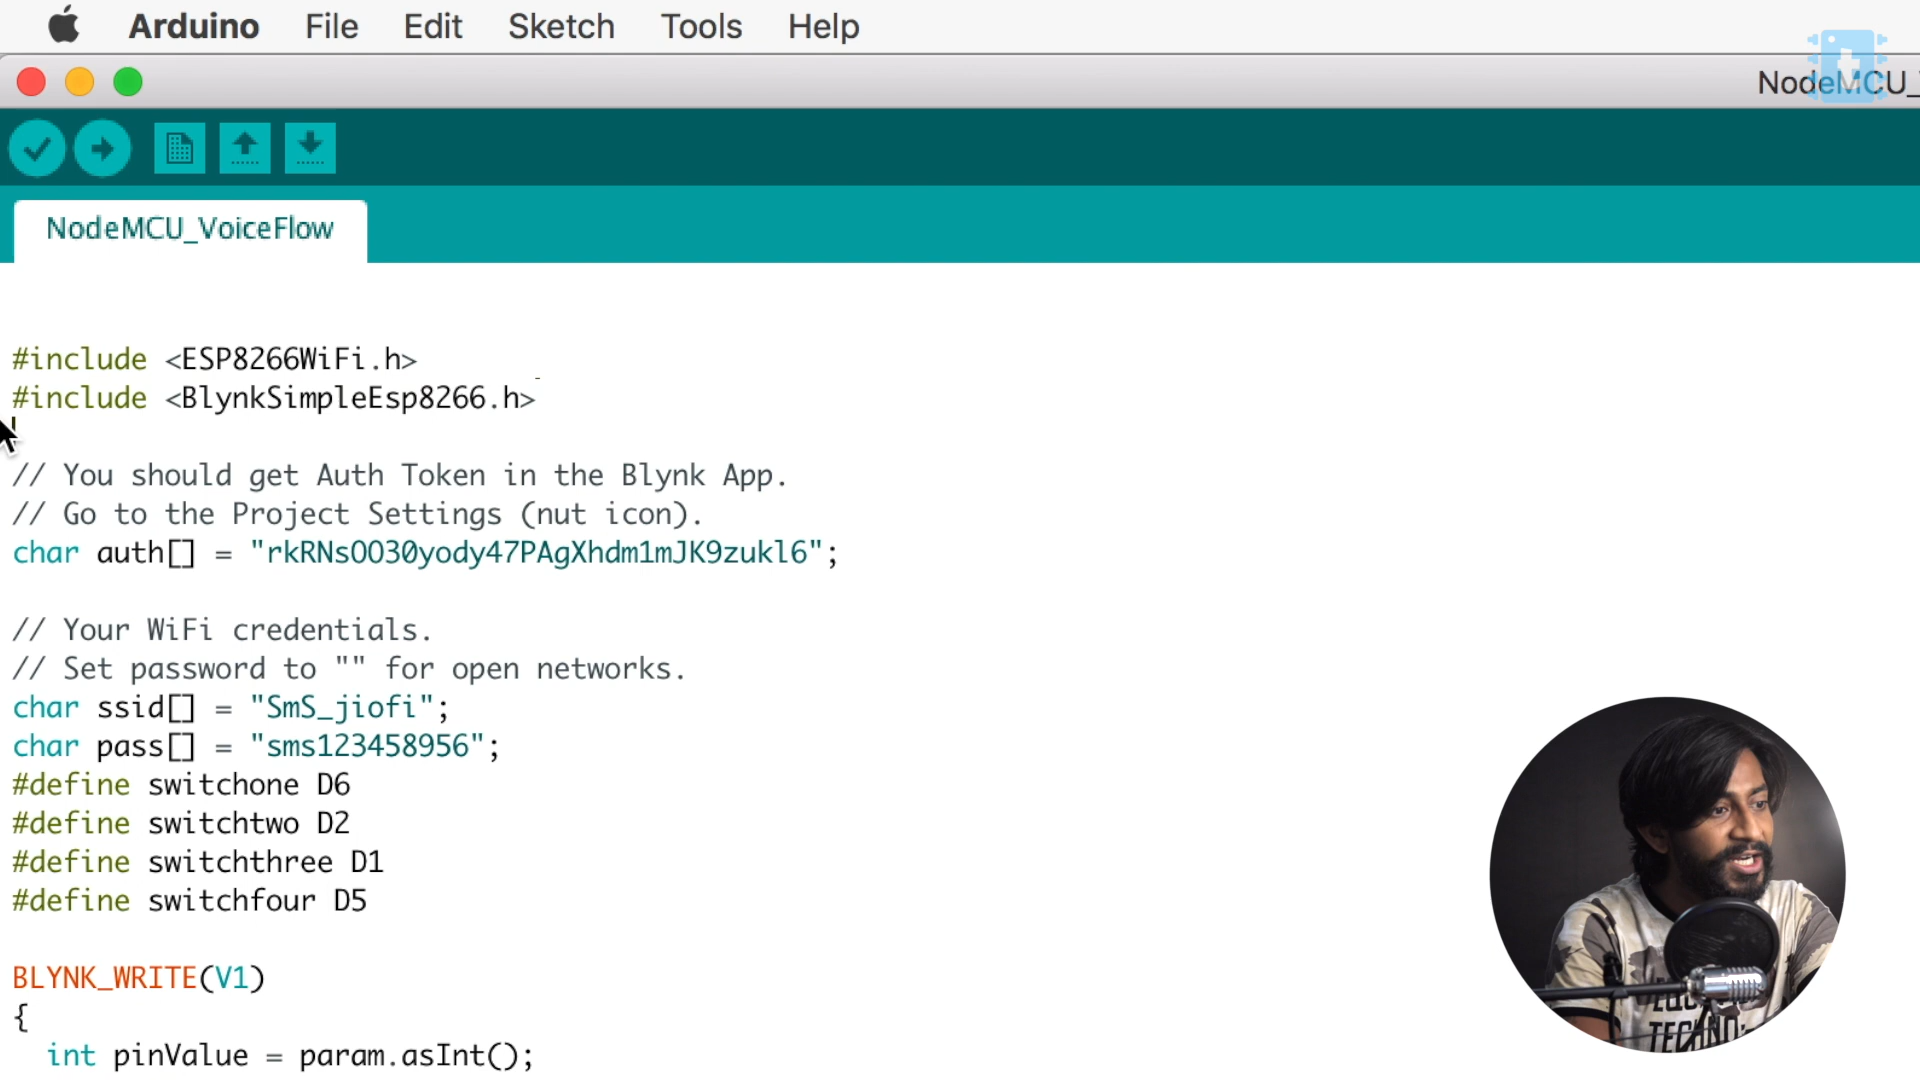 Arduino File Edit Sketch Tools Help
NodeMCU_
NodeMCU_VoiceFlow
#include <ESP8266WiFi.h>
#include <BlynkSimpleEsp8266.h>
// You should get Auth Token in the Blynk App.
// Go to the Project Settings (nut icon).
char auth[] = "rkRNsOO30yody47PAgXhdm1mJK9zukl6";
// Your WiFi credentials.
// Set password to "" for open networks.
char ssid[] = "SmS_jiofi";
char pass[] = "sms123458956";
#define switchone D6
#define switchtwo D2
#define switchthree D1
#define switchfour D5
BLYNK_WRITE(V1)
{
int pinValue = param.asInt();